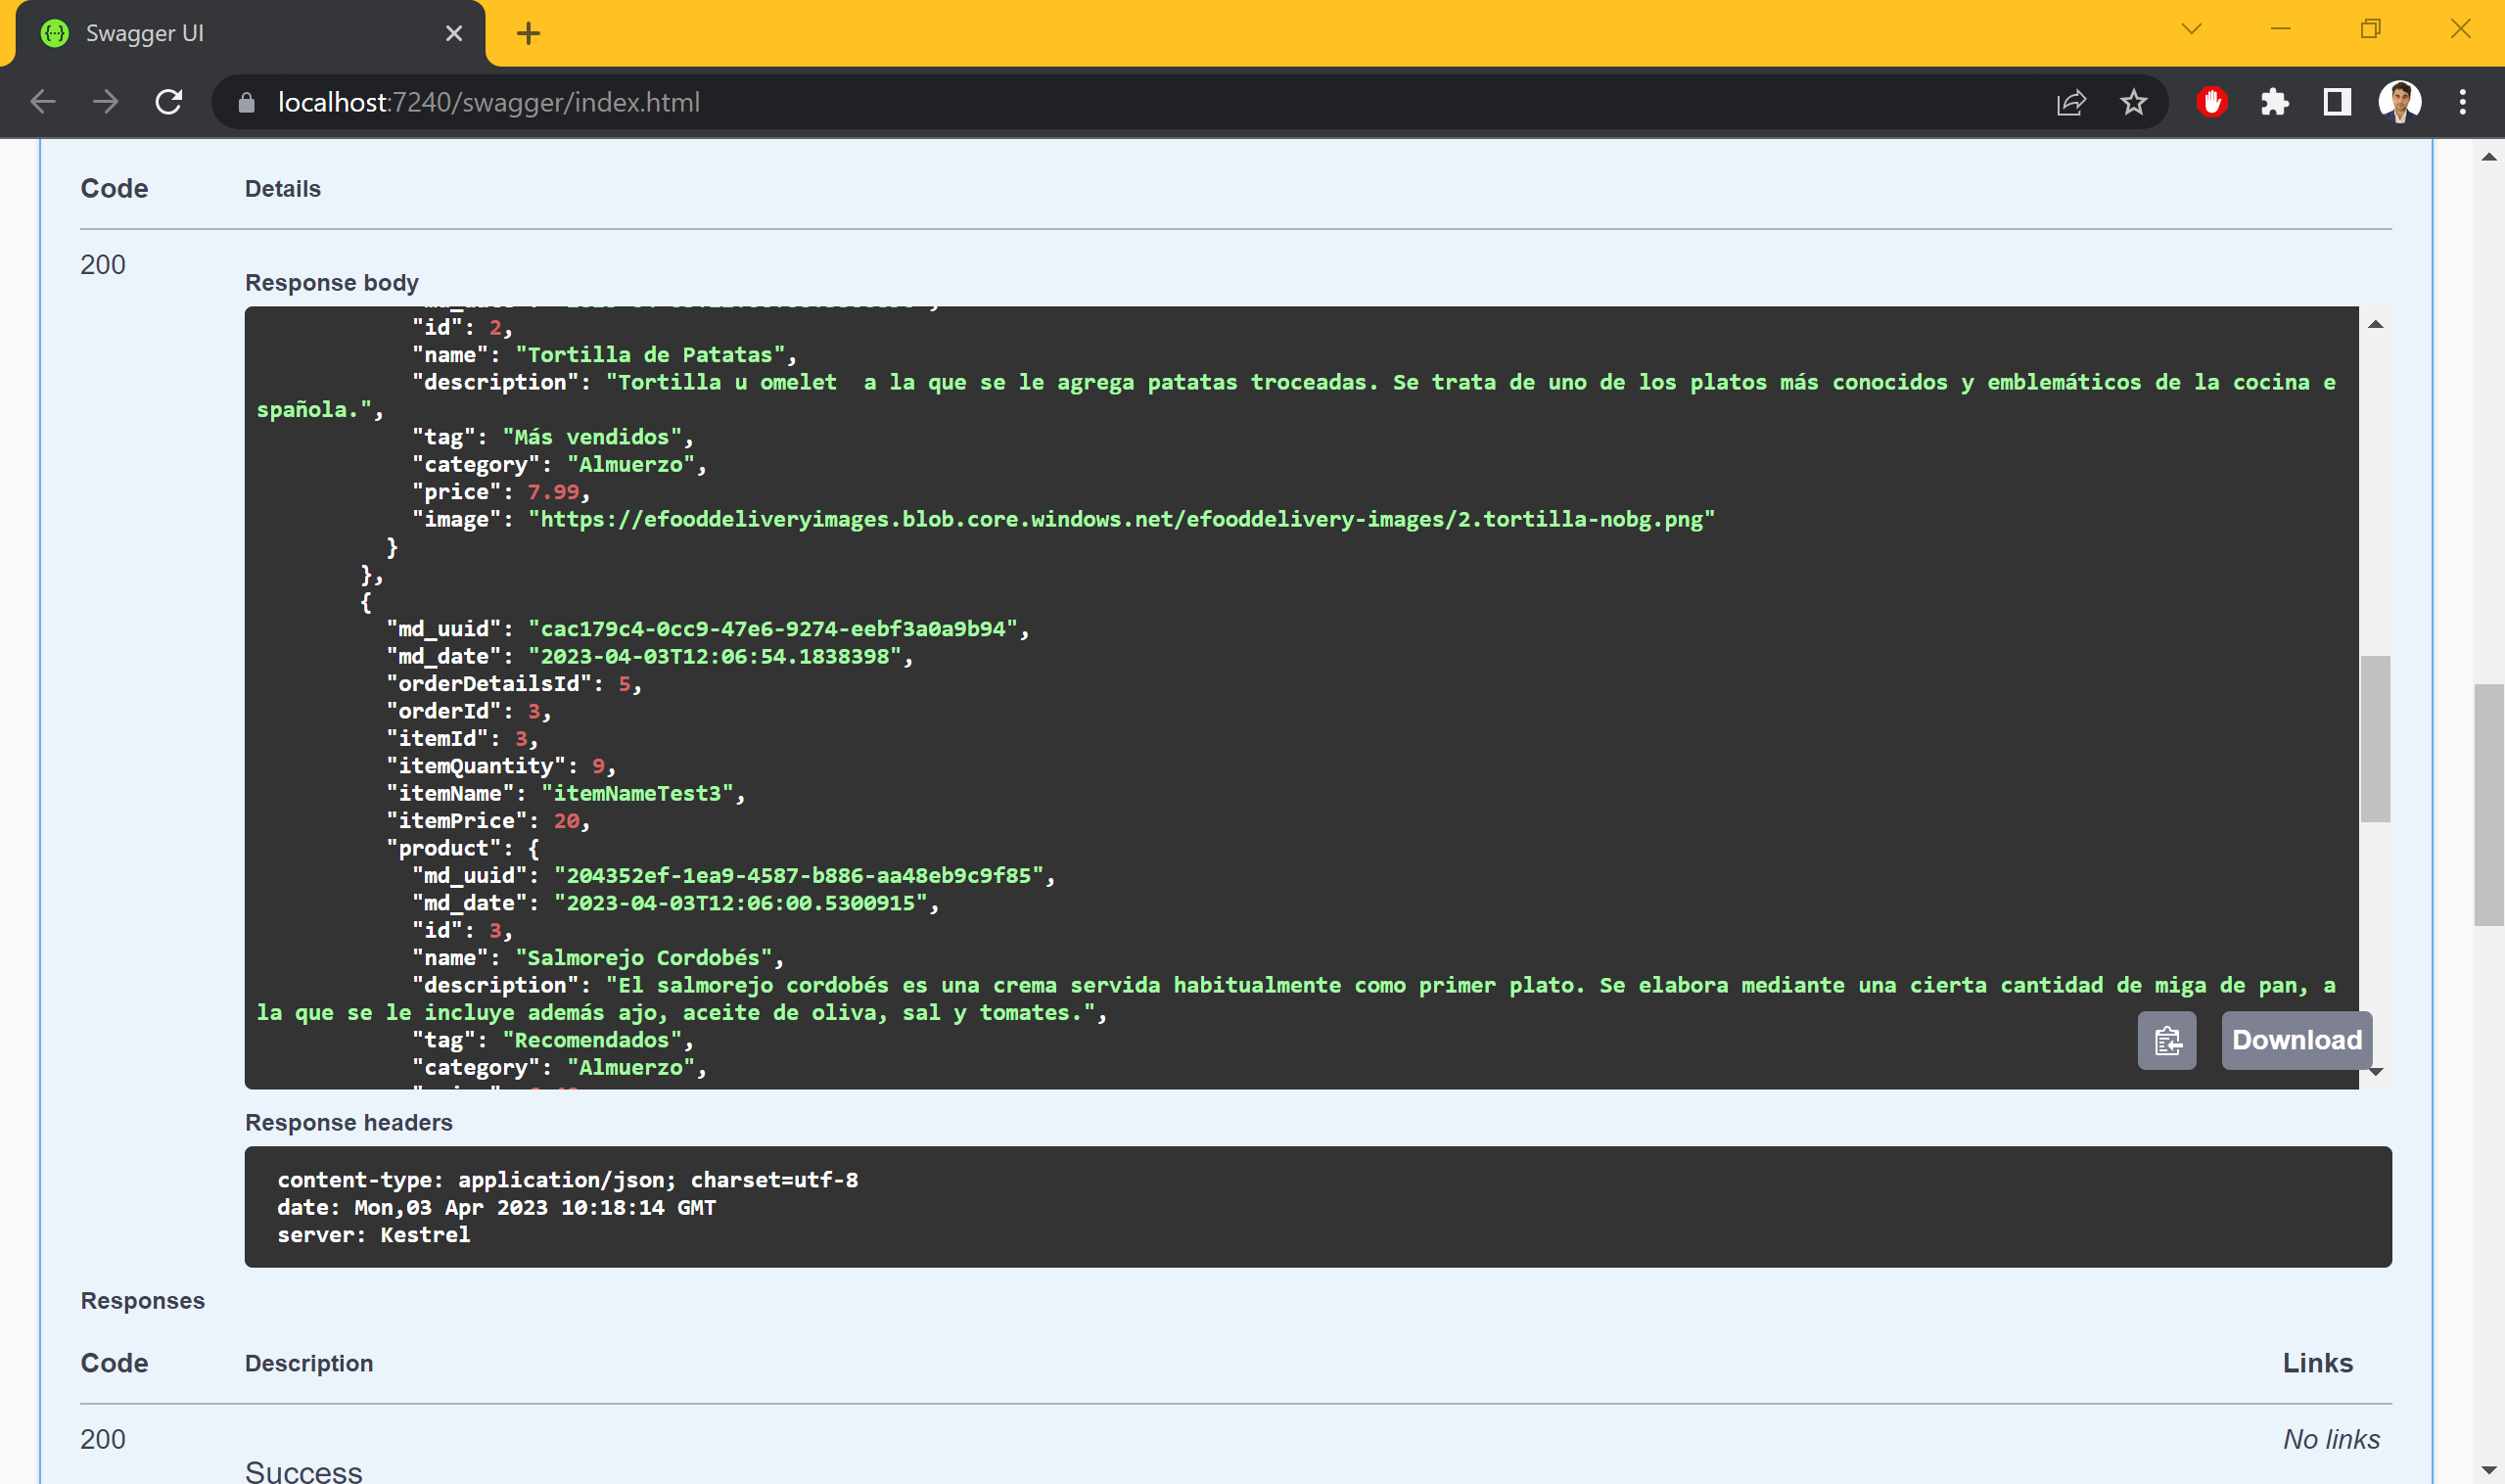 Swagger UI
localhost:7240/swagger/index.html
Code Details
200
Response body
"id": 2,
"name": "Tortilla de Patatas",
"description": "Tortilla u omelet  a la que se le agrega patatas troceadas. Se trata de uno de los platos más conocidos y emblemáticos de la cocina e
spañola.",
"tag": "Más vendidos",
"category": "Almuerzo",
"price": 7.99,
"image": "https://efooddeliveryimages.blob.core.windows.net/efooddelivery-images/2.tortilla-nobg.png"
}
},
{
"md_uuid": "cac179c4-0cc9-47e6-9274-eebf3a0a9b94",
"md_date": "2023-04-03T12:06:54.1838398",
"orderDetailsId": 5,
"orderId": 3,
"itemId": 3,
"itemQuantity": 9,
"itemName": "itemNameTest3",
"itemPrice": 20,
"product": {
"md_uuid": "204352ef-1ea9-4587-b886-aa48eb9c9f85",
"md_date": "2023-04-03T12:06:00.5300915",
"id": 3,
"name": "Salmorejo Cordobés",
"description": "El salmorejo cordobés es una crema servida habitualmente como primer plato. Se elabora mediante una cierta cantidad de miga de pan, a
la que se le incluye además ajo, aceite de oliva, sal y tomates.",
"tag": "Recomendados",
"category": "Almuerzo",
Download
Response headers
content-type: application/json; charset=utf-8
date: Mon,03 Apr 2023 10:18:14 GMT
server: Kestrel
Responses
Code Description Links
200 No links
Success